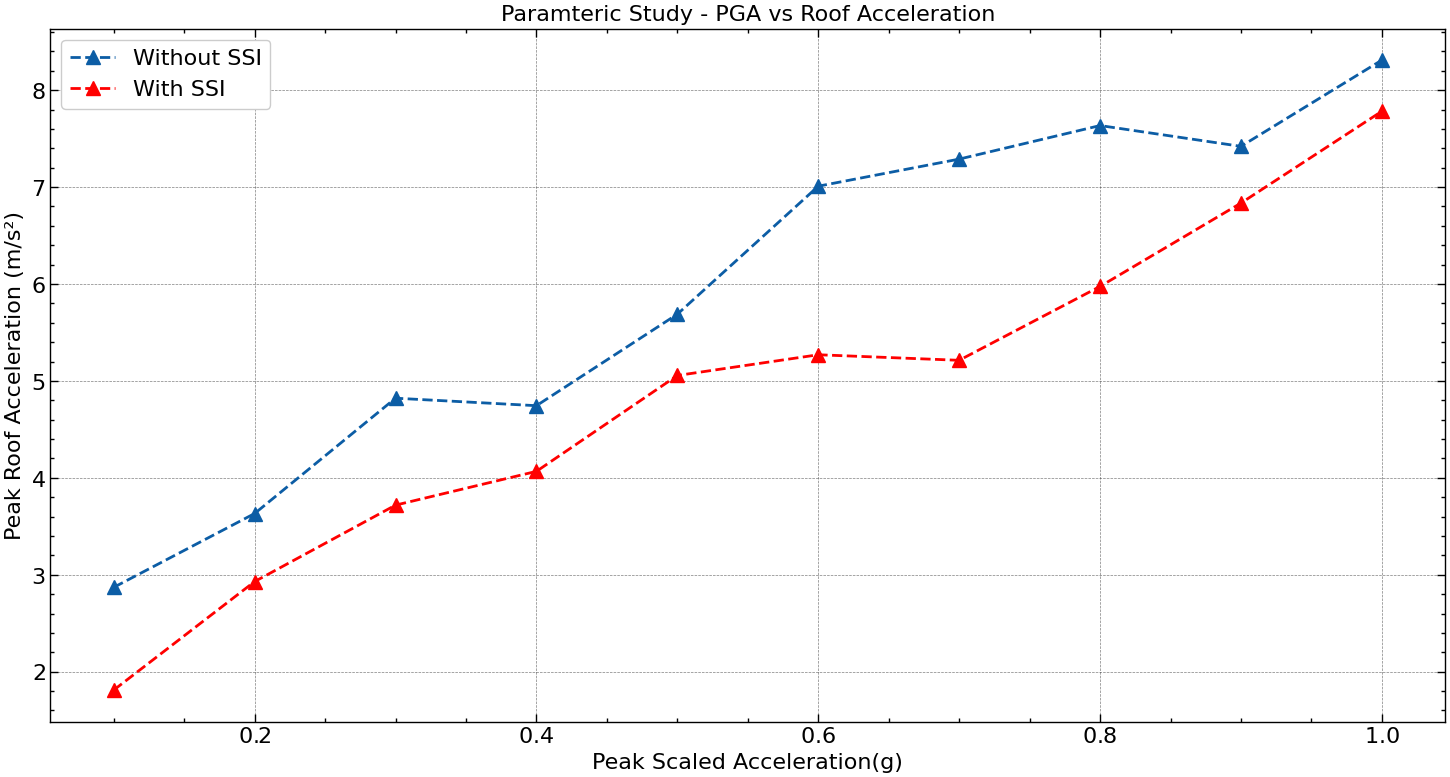 Paramteric Study - PGA vs Roof Acceleration
Without SSI
With SSI
Peak Roof Acceleration (m/s²)
8
7
6
5
4
3
2
0.2
0.4
0.6
0.8
1.0
Peak Scaled Acceleration(g)